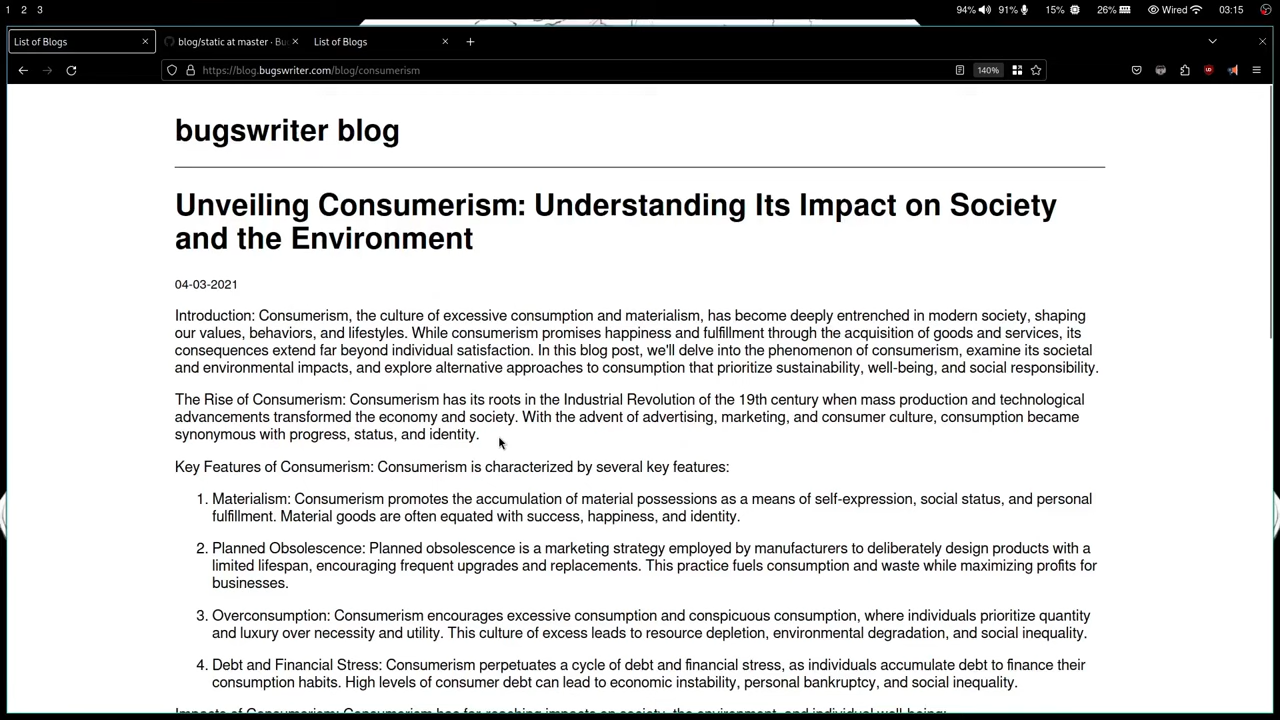 1 2 3 94% 91% 15% 26% Wired 03:15
List of Blogs blog/static at master · Bu List of Blogs
https://blog.bugswriter.com/blog/consumerism 140%
bugswriter blog
Unveiling Consumerism: Understanding Its Impact on Society
and the Environment
04-03-2021
Introduction: Consumerism, the culture of excessive consumption and materialism, has become deeply entrenched in modern society, shaping
our values, behaviors, and lifestyles. While consumerism promises happiness and fulfillment through the acquisition of goods and services, its
consequences extend far beyond individual satisfaction. In this blog post, we'll delve into the phenomenon of consumerism, examine its societal
and environmental impacts, and explore alternative approaches to consumption that prioritize sustainability, well-being, and social responsibility.
The Rise of Consumerism: Consumerism has its roots in the Industrial Revolution of the 19th century when mass production and technological
advancements transformed the economy and society. With the advent of advertising, marketing, and consumer culture, consumption became
synonymous with progress, status, and identity.
Key Features of Consumerism: Consumerism is characterized by several key features:
1. Materialism: Consumerism promotes the accumulation of material possessions as a means of self-expression, social status, and personal
fulfillment. Material goods are often equated with success, happiness, and identity.
2. Planned Obsolescence: Planned obsolescence is a marketing strategy employed by manufacturers to deliberately design products with a
limited lifespan, encouraging frequent upgrades and replacements. This practice fuels consumption and waste while maximizing profits for
businesses.
3. Overconsumption: Consumerism encourages excessive consumption and conspicuous consumption, where individuals prioritize quantity
and luxury over necessity and utility. This culture of excess leads to resource depletion, environmental degradation, and social inequality.
4. Debt and Financial Stress: Consumerism perpetuates a cycle of debt and financial stress, as individuals accumulate debt to finance their
consumption habits. High levels of consumer debt can lead to economic instability, personal bankruptcy, and social inequality.
Impacts of Consumerism: Consumerism has far-reaching impacts on society, the environment, and individual well-being: